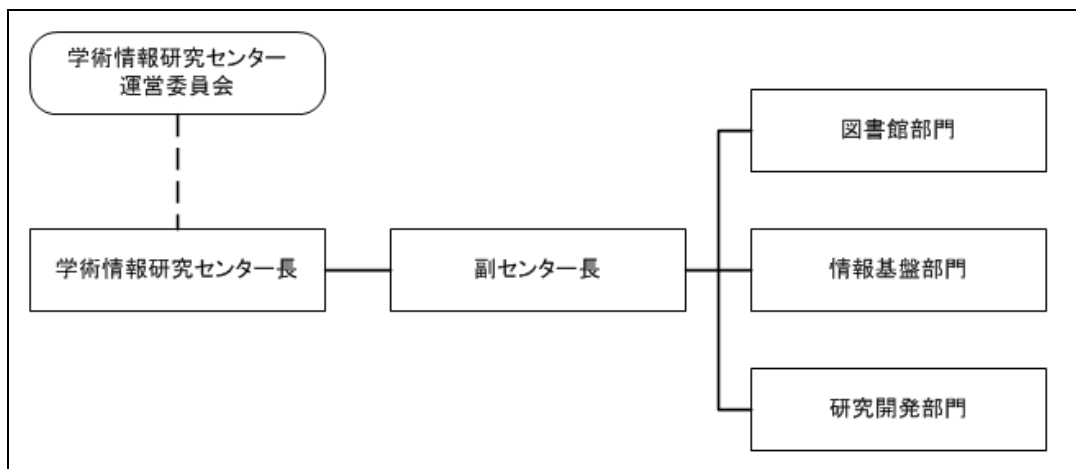 学術情報研究センター
運営委員会
学術情報研究センター長
副センター長
図書館部門
情報基盤部門
研究開発部門